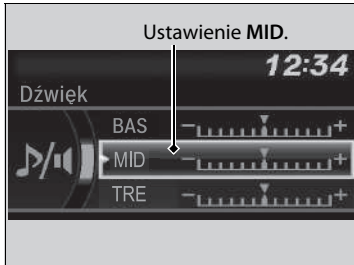 Ustawienie MID.
12:34
Dźwięk
BAS − +
MID − +
TRE − +